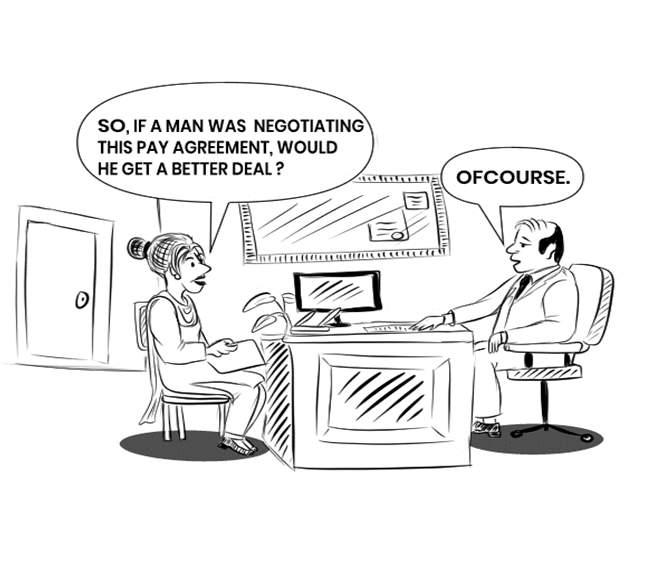 SO, IF A MAN WAS NEGOTIATING
THIS PAY AGREEMENT, WOULD
HE GET A BETTER DEAL ?
OFCOURSE.